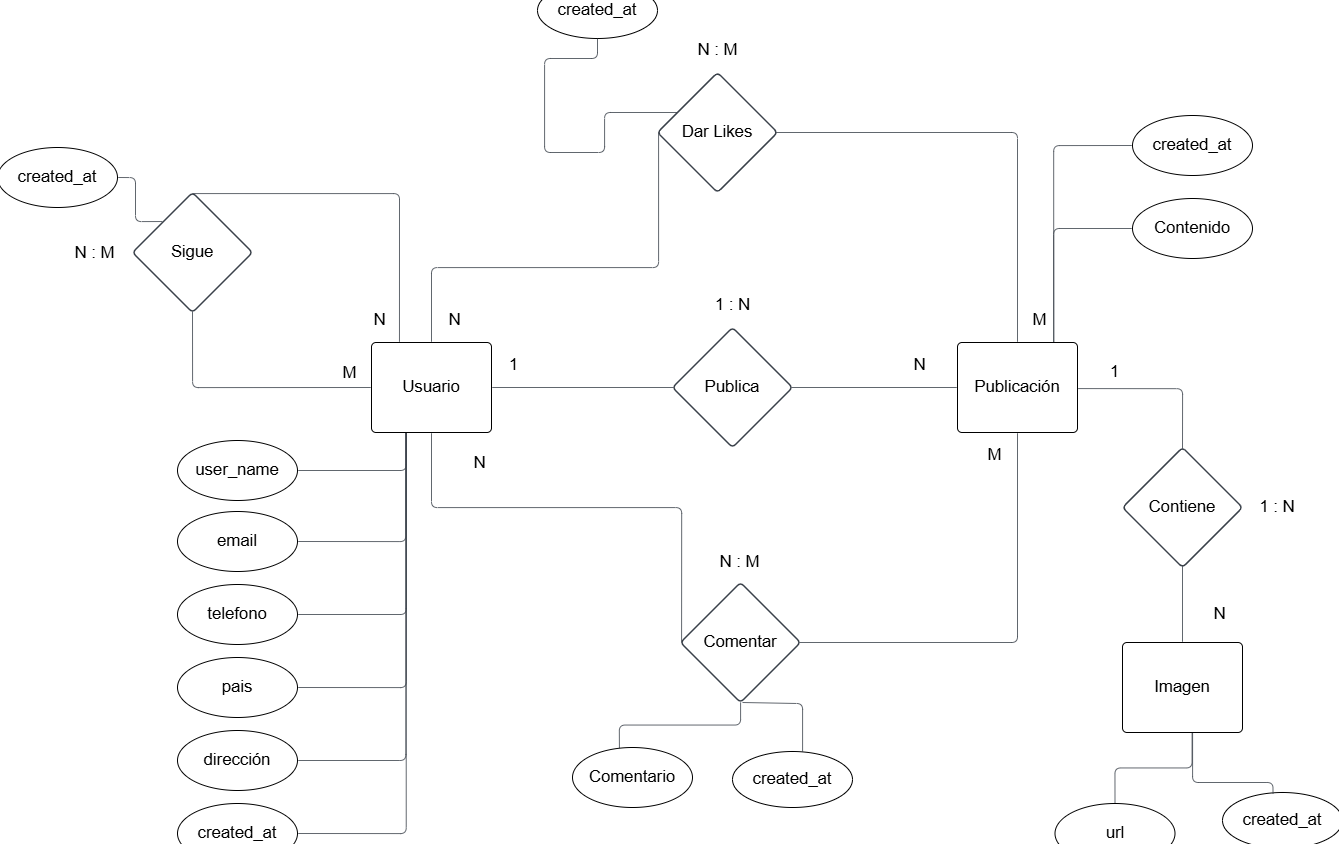 created_at
N : M
Dar Likes
created_at
Contenido
created_at
Sigue
N : M
1 : N
N
N
M
M
Usuario
1
Publica
N
Publicación
1
N
M
user_name
email
telefono
pais
dirección
created_at
Contiene
1 : N
N : M
Comentar
N
Imagen
Comentario
created_at
url
created_at